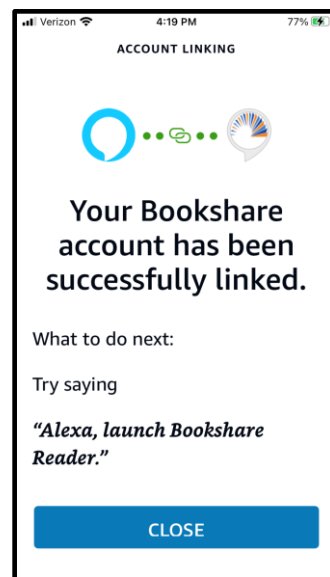 Verizon 4:19 PM 77%
ACCOUNT LINKING
Your Bookshare
account has been
successfully linked.
What to do next:
Try saying
“Alexa, launch Bookshare
Reader.”
CLOSE